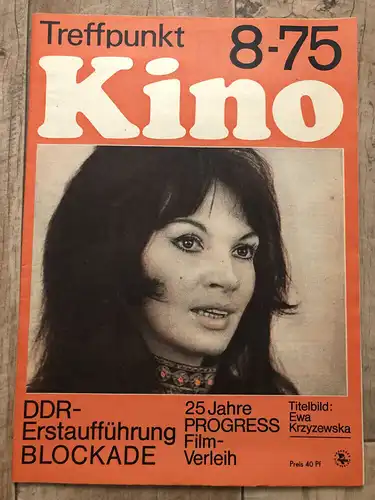 Treffpunkt
8-75
Kino
DDR-
Erstaufführung
BLOCKADE
25 Jahre
PROGRESS
Film-
Verleih
Titelbild:
Ewa
Krzyzewska
Preis 40 Pf